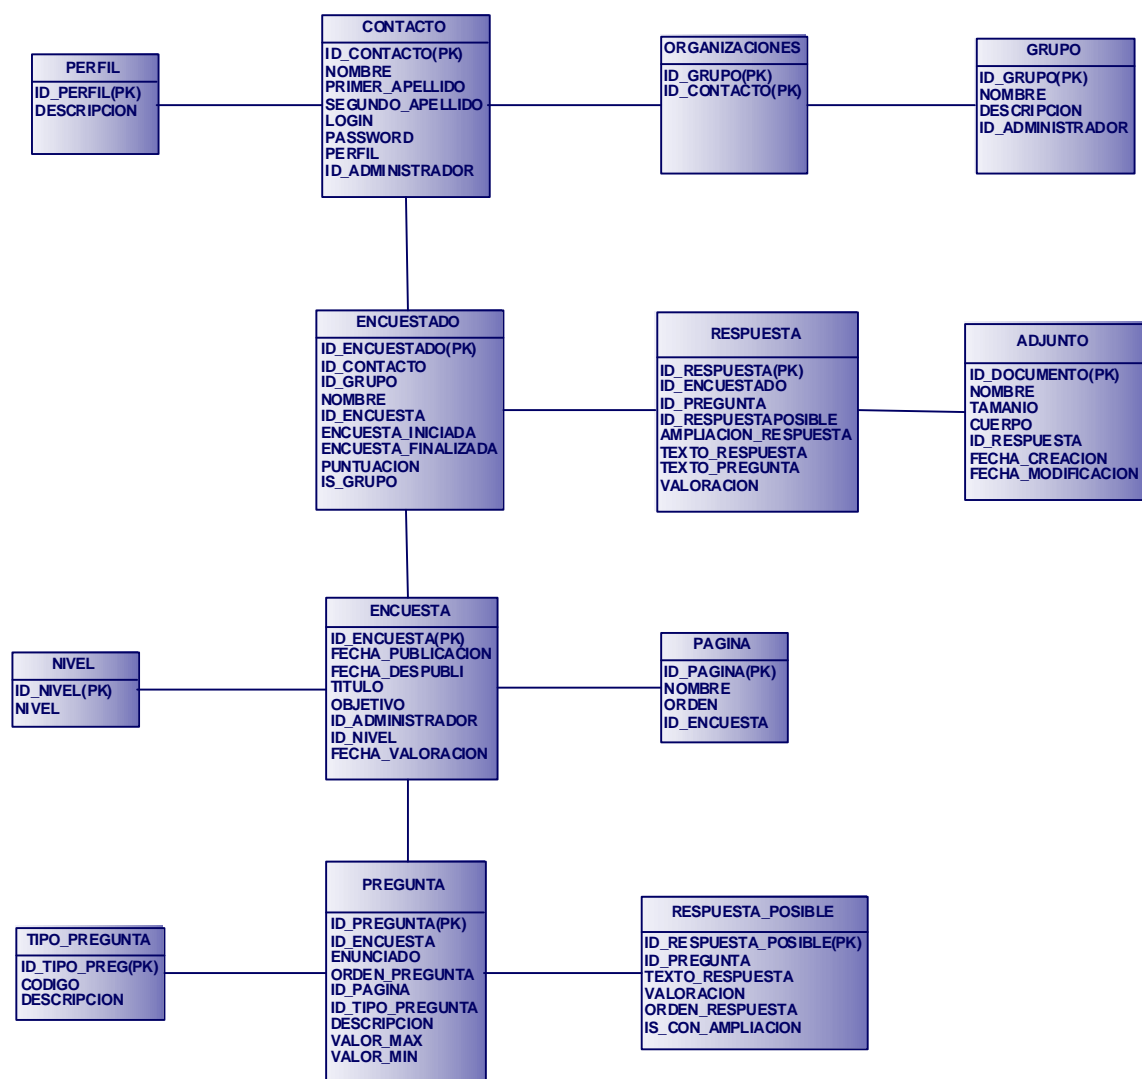 PERFIL
ID_PERFIL(PK)
DESCRIPCION
CONTACTO
ID_CONTACTO(PK)
NOMBRE
PRIMER_APELLIDO
SEGUNDO_APELLIDO
LOGIN
PASSWORD
PERFIL
ID_ADMINISTRADOR
ORGANIZACIONES
ID_GRUPO(PK)
ID_CONTACTO(PK)
GRUPO
ID_GRUPO(PK)
NOMBRE
DESCRIPCION
ID_ADMINISTRADOR
ENCUESTADO
ID_ENCUESTADO(PK)
ID_CONTACTO
ID_GRUPO
NOMBRE
ID_ENCUESTA
ENCUESTA_INICIADA
ENCUESTA_FINALIZADA
PUNTUACION
IS_GRUPO
RESPUESTA
ID_RESPUESTA(PK)
ID_ENCUESTADO
ID_PREGUNTA
ID_RESPUESTAPOSIBLE
AMPLIACION_RESPUESTA
TEXTO_RESPUESTA
TEXTO_PREGUNTA
VALORACION
ADJUNTO
ID_DOCUMENTO(PK)
NOMBRE
TAMANIO
CUERPO
ID_RESPUESTA
FECHA_CREACION
FECHA_MODIFICACION
NIVEL
ID_NIVEL(PK)
NIVEL
ENCUESTA
ID_ENCUESTA(PK)
FECHA_PUBLICACION
FECHA_DESPUBLI
TITULO
OBJETIVO
ID_ADMINISTRADOR
ID_NIVEL
FECHA_VALORACION
PAGINA
ID_PAGINA(PK)
NOMBRE
ORDEN
ID_ENCUESTA
TIPO_PREGUNTA
ID_TIPO_PREG(PK)
CODIGO
DESCRIPCION
PREGUNTA
ID_PREGUNTA(PK)
ID_ENCUESTA
ENUNCIADO
ORDEN_PREGUNTA
ID_PAGINA
ID_TIPO_PREGUNTA
DESCRIPCION
VALOR_MAX
VALOR_MIN
RESPUESTA_POSIBLE
ID_RESPUESTA_POSIBLE(PK)
ID_PREGUNTA
TEXTO_RESPUESTA
VALORACION
ORDEN_RESPUESTA
IS_CON_AMPLIACION